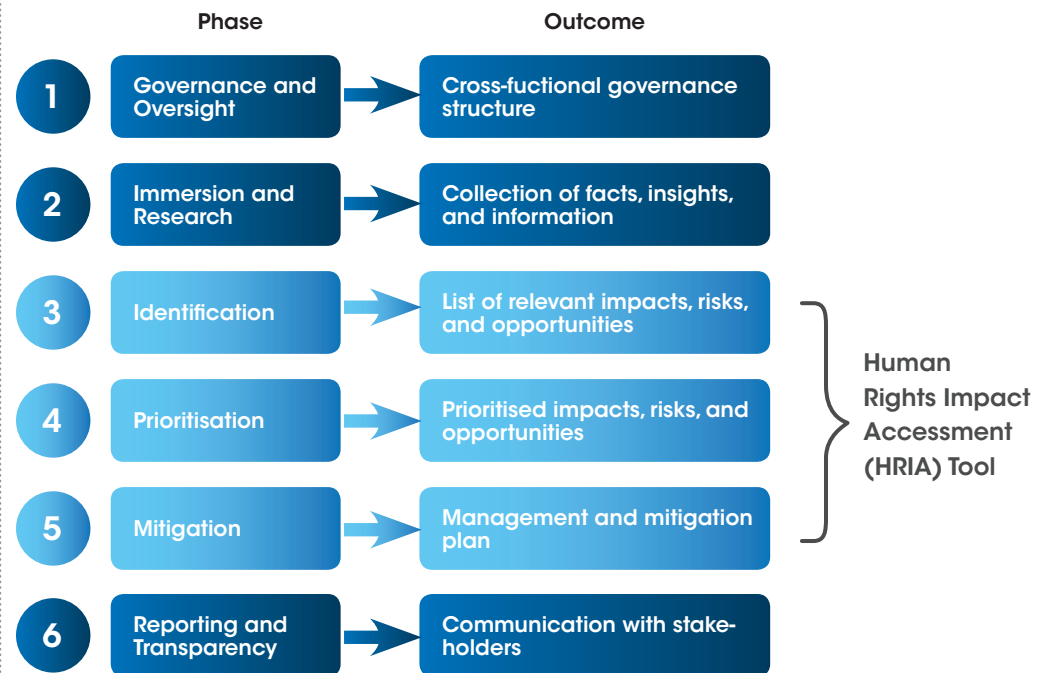 Phase
Outcome
1
Governance and
Oversight
Cross-fuctional governance
structure
2
Immersion and
Research
Collection of facts, insights,
and information
3
Identification
List of relevant impacts, risks,
and opportunities
4
Prioritisation
Prioritised impacts, risks, and
opportunities
5
Mitigation
Management and mitigation
plan
Human
Rights Impact
Accessment
(HRIA) Tool
6
Reporting and
Transparency
Communication with stake-
holders